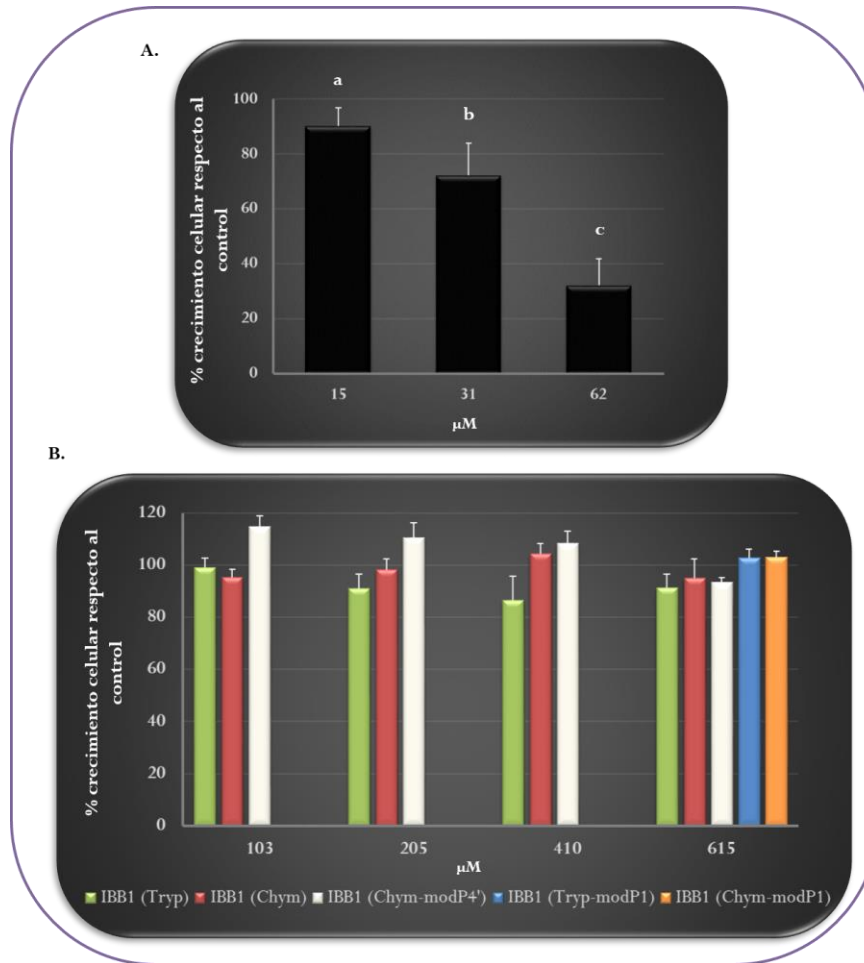 A.
a
b
c
100
80
60
40
20
0
% crecimiento celular respecto al
control
15 31 62
µM
B.
120
100
80
60
40
20
0
% crecimiento celular respecto al
control
103 205 410 615
µM
IBB1 (Tryp) IBB1 (Chym) IBB1 (Chym-modP4') IBB1 (Tryp-modP1) IBB1 (Chym-modP1)